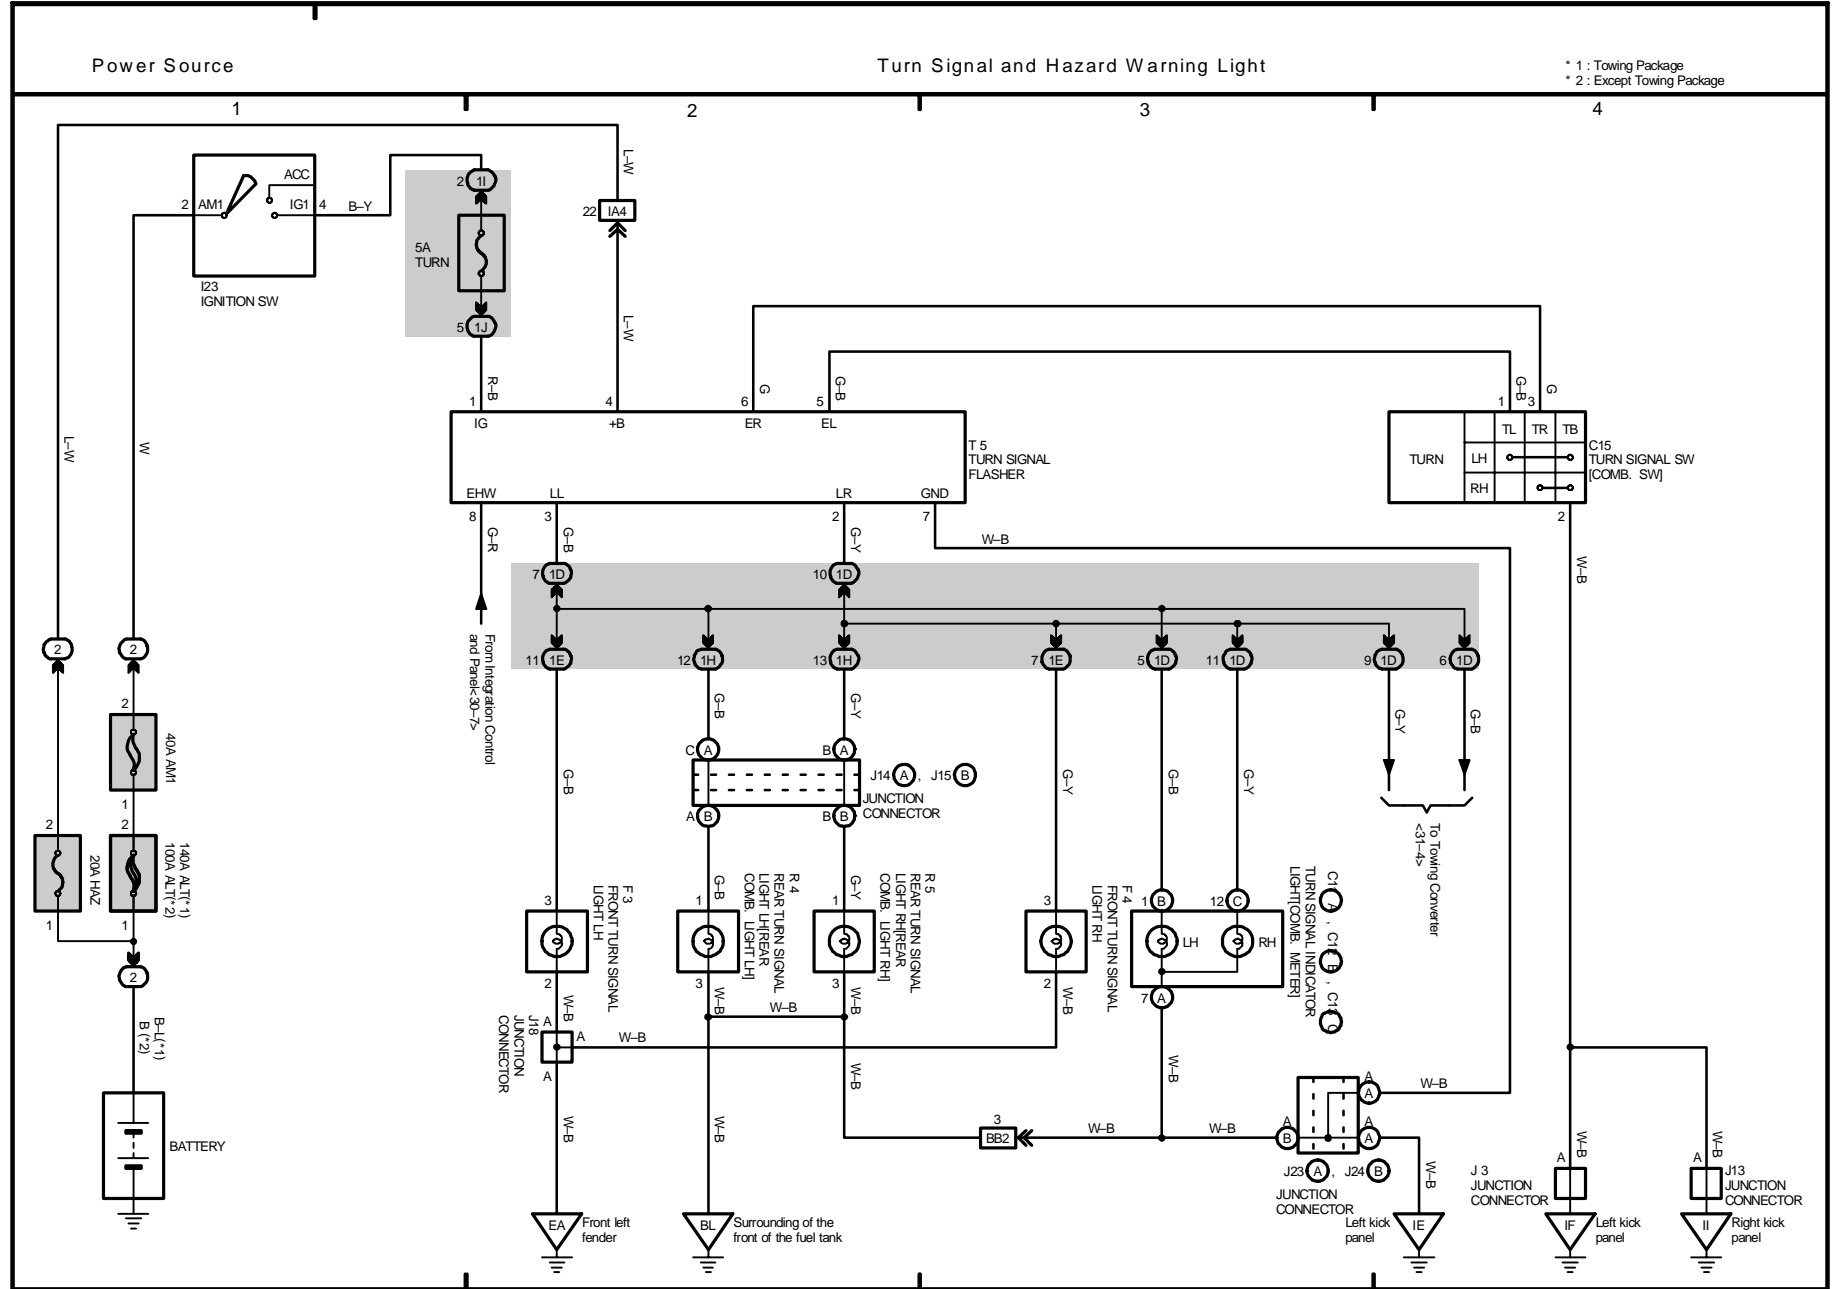 Power Source
Turn Signal and Hazard Warning Light
* 1 : Towing Package
* 2 : Except Towing Package
1
2
3
4
L–W
2
AM1
ACC
IG1
4
B–Y
I23
IGNITION SW
2
1I
5A
TURN
5
1J
R–B
22
IA4
L–W
G
G–B
G–B
G
1
4
6
5
1
3
IG
+B
ER
EL
T 5
TURN SIGNAL
FLASHER
EHW
LL
LR
GND
8
3
2
7
TURN
TL
TR
TB
LH
RH
C15
TURN SIGNAL SW
[COMB. SW]
2
L–W
W
G–R
G–B
G–Y
W–B
W–B
7
1D
10
1D
From Integration Control
and Panel<30–7>
2
2
11
1E
12
1H
13
1H
7
1E
5
1D
11
1D
9
1D
6
1D
G–B
G–Y
G–Y
G–B
2
40A AM1
1
2
140A ALT(*1)
100A ALT(*2)
1
2
20A HAZ
1
2
B–L(*1)
B (*2)
BATTERY
C
A
B
A
J14
A
, J15
B
JUNCTION
CONNECTOR
A
B
B
B
G–B
G–Y
G–B
G–Y
To Towing Converter
<31–4>
G–B
G–Y
3
F 3
FRONT TURN SIGNAL
LIGHT LH
2
1
R 4
REAR TURN SIGNAL
LIGHT LH[REAR
COMB. LIGHT LH]
3
1
R 5
REAR TURN SIGNAL
LIGHT RH[REAR
COMB. LIGHT RH]
3
3
F 4
FRONT TURN SIGNAL
LIGHT RH
2
1
B
12
C
LH
RH
7
A
C11 A , C12 B , C13 C
TURN SIGNAL INDICATOR
LIGHT[COMB. METER]
W–B
W–B
W–B
W–B
W–B
A
A
A
J18
JUNCTION
CONNECTOR
W–B
W–B
W–B
W–B
W–B
3
BB2
W–B
W–B
A
B
A
A
A
A
W–B
J23
A
, J24
B
JUNCTION
CONNECTOR
W–B
W–B
W–B
A
J 3
JUNCTION
CONNECTOR
A
J13
JUNCTION
CONNECTOR
EA
Front left
fender
BL
Surrounding of the
front of the fuel tank
Left kick
panel
IE
IF
Left kick
panel
II
Right kick
panel